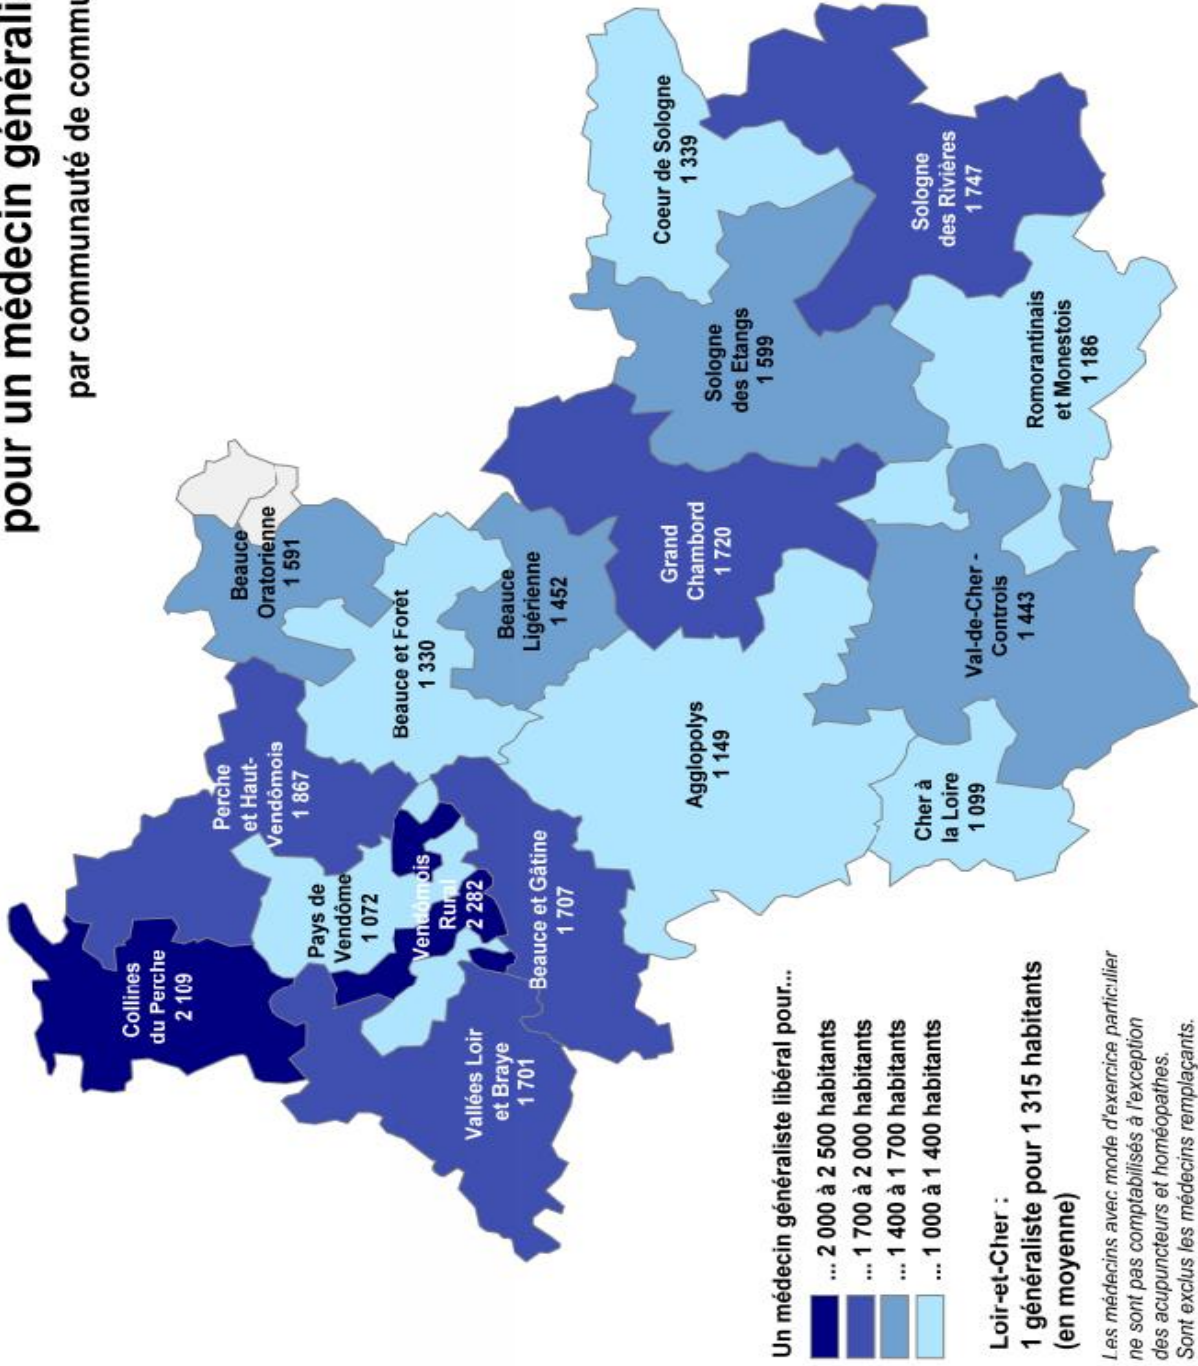 pour un médecin générali
par communauté de commu
Collines
du Perche
2 109
Perche
et Haut-
Vendômois
1 867
Beauce
Oratorienne
1 591
Pays de
Vendôme
1 072
Beauce et Forêt
1 330
Vendômois
Rural
2 282
Vallées Loir
et Braye
1 701
Beauce et Gâtine
1 707
Beauce
Ligérienne
1 452
Agglopolys
1 149
Grand
Chambord
1 720
Coeur de Sologne
1 339
Sologne
des Etangs
1 599
Sologne
des Rivières
1 747
Cher à
la Loire
1 099
Val-de-Cher -
Controis
1 443
Romorantinais
et Monestois
1 186
Un médecin généraliste libéral pour...
... 2 000 à 2 500 habitants
... 1 700 à 2 000 habitants
... 1 400 à 1 700 habitants
... 1 000 à 1 400 habitants
Loir-et-Cher :
1 généraliste pour 1 315 habitants
(en moyenne)
Les médecins avec mode d'exercice particulier
ne sont pas comptabilisés à l'exception
des acupuncteurs et homéopathes.
Sont exclus les médecins remplaçants.